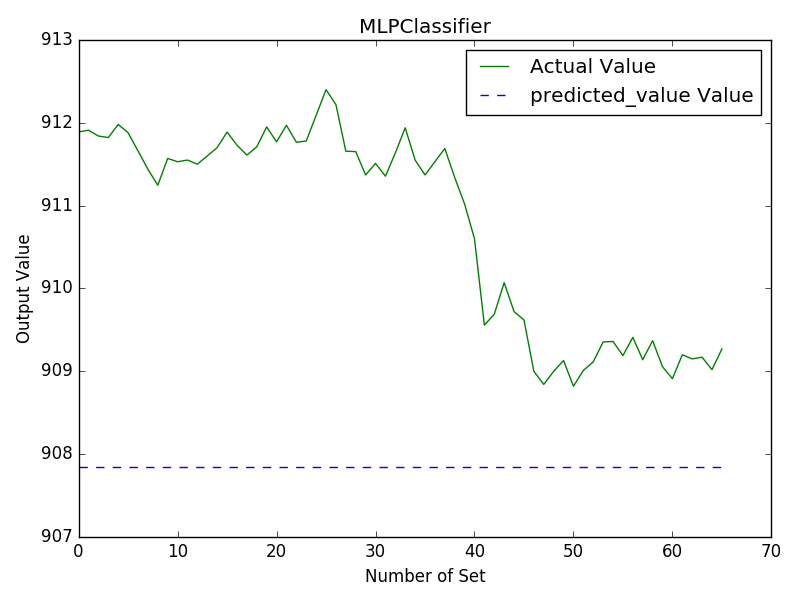 MLPClassifier
Actual Value
predicted_value Value
913
912
911
910
909
908
907
Output Value
0 10 20 30 40 50 60 70
Number of Set